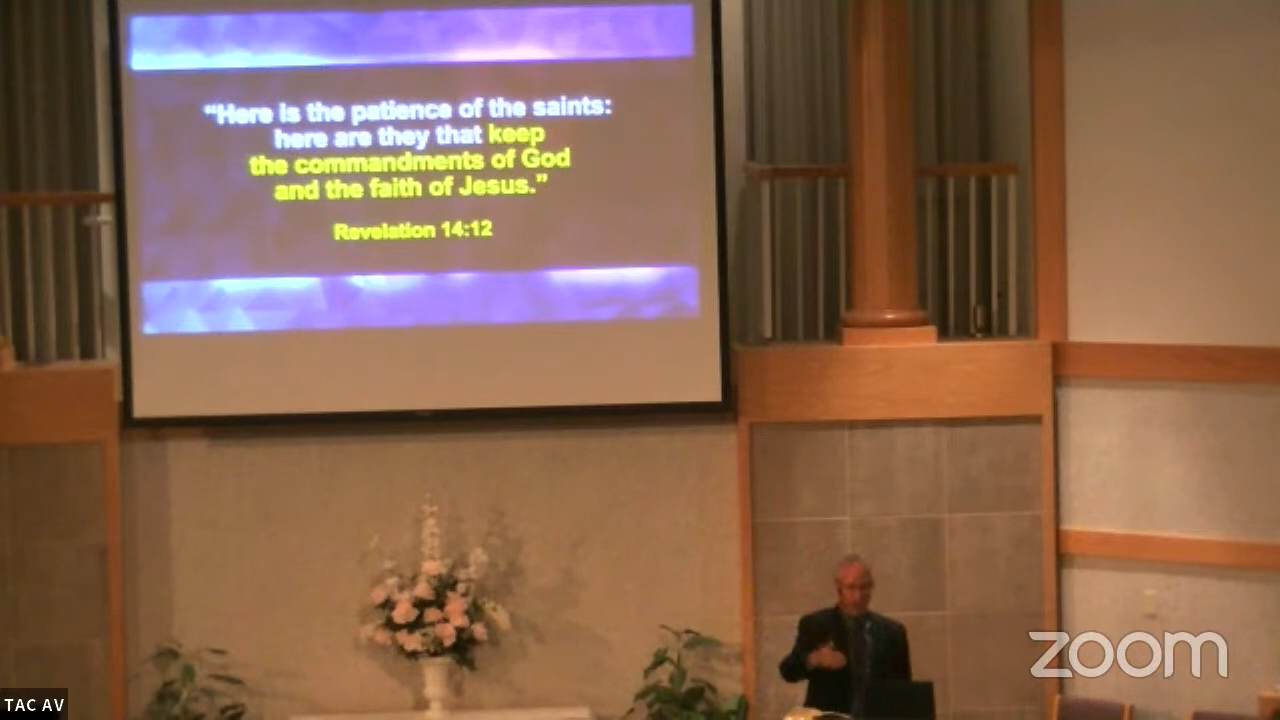 “Here is the patience of the saints:
here are they that keep
the commandments of God
and the faith of Jesus.”
Revelation 14:12
zoom
TAC AV